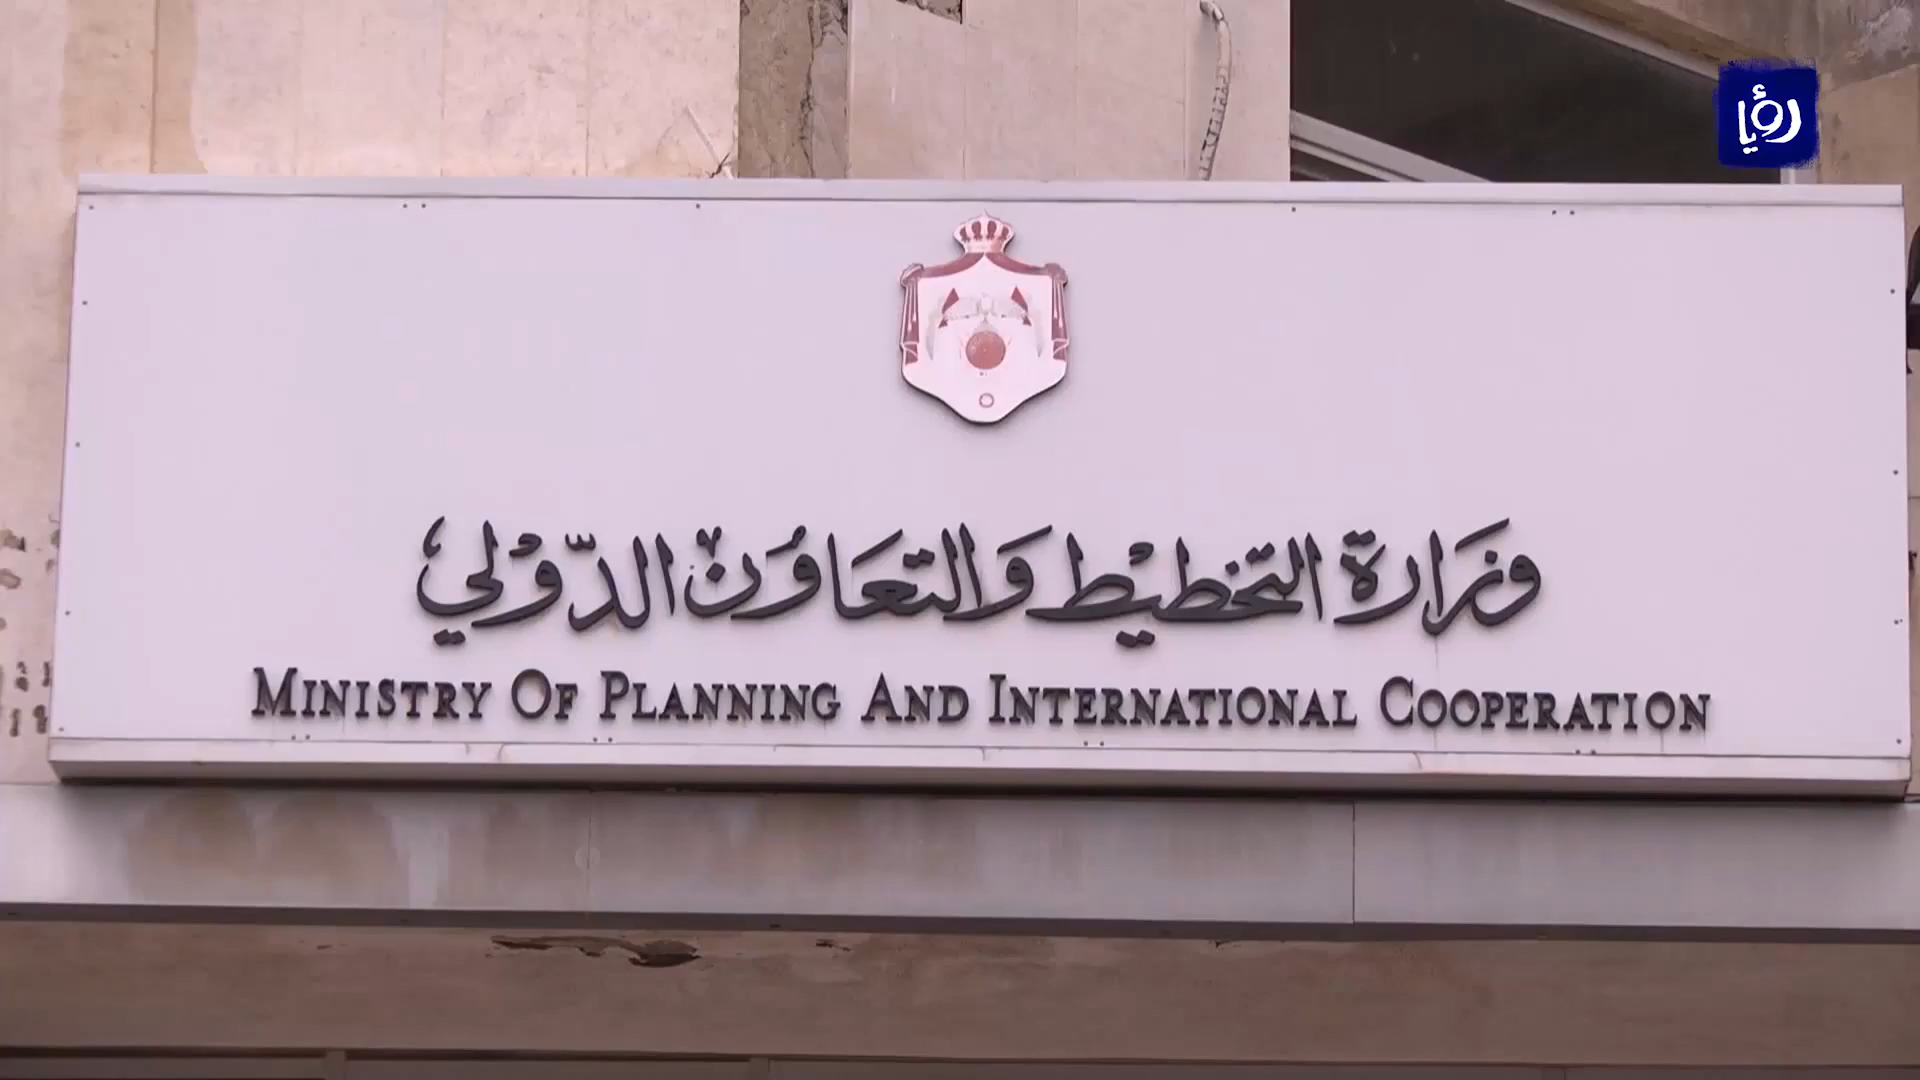 رؤيا
وزارة التخطيط والتعاون الدولي
MINISTRY OF PLANNING AND INTERNATIONAL COOPERATION